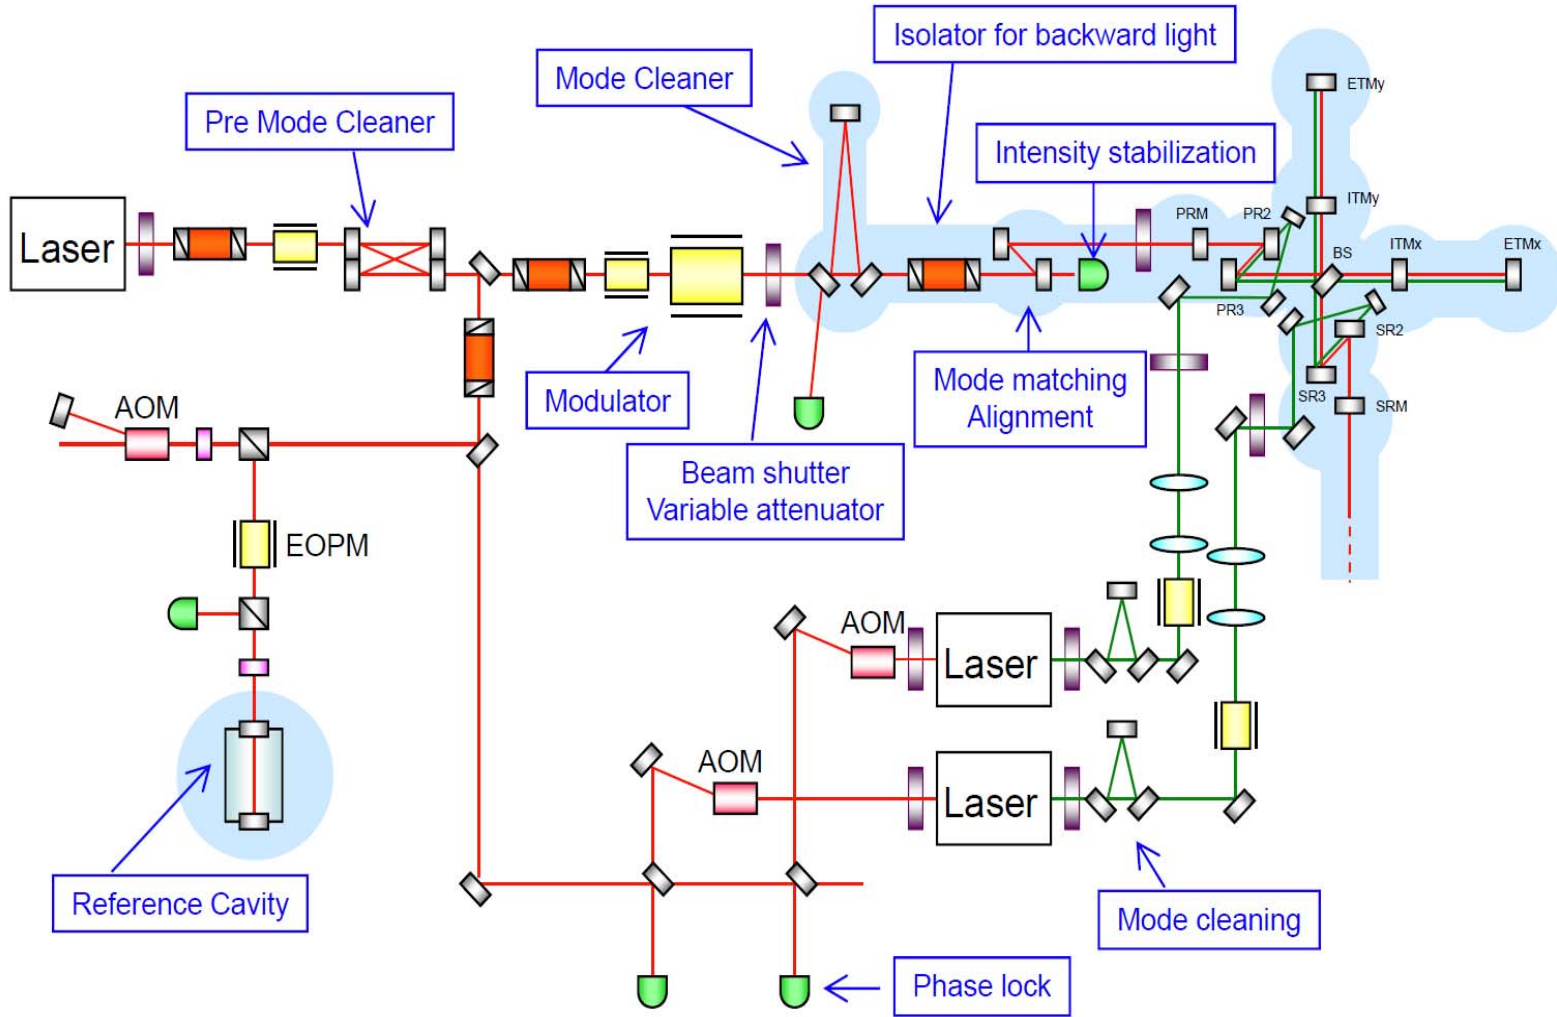 Isolator for backward light
Mode Cleaner
ETMy
Pre Mode Cleaner
Intensity stabilization
Laser
ITMy
PRM
PR2
BS
ITMx
ETMx
PR3
SR2
SR3
SRM
Modulator
Mode matching
Alignment
AOM
Beam shutter
Variable attenuator
EOPM
AOM
Laser
AOM
Laser
Reference Cavity
Mode cleaning
Phase lock